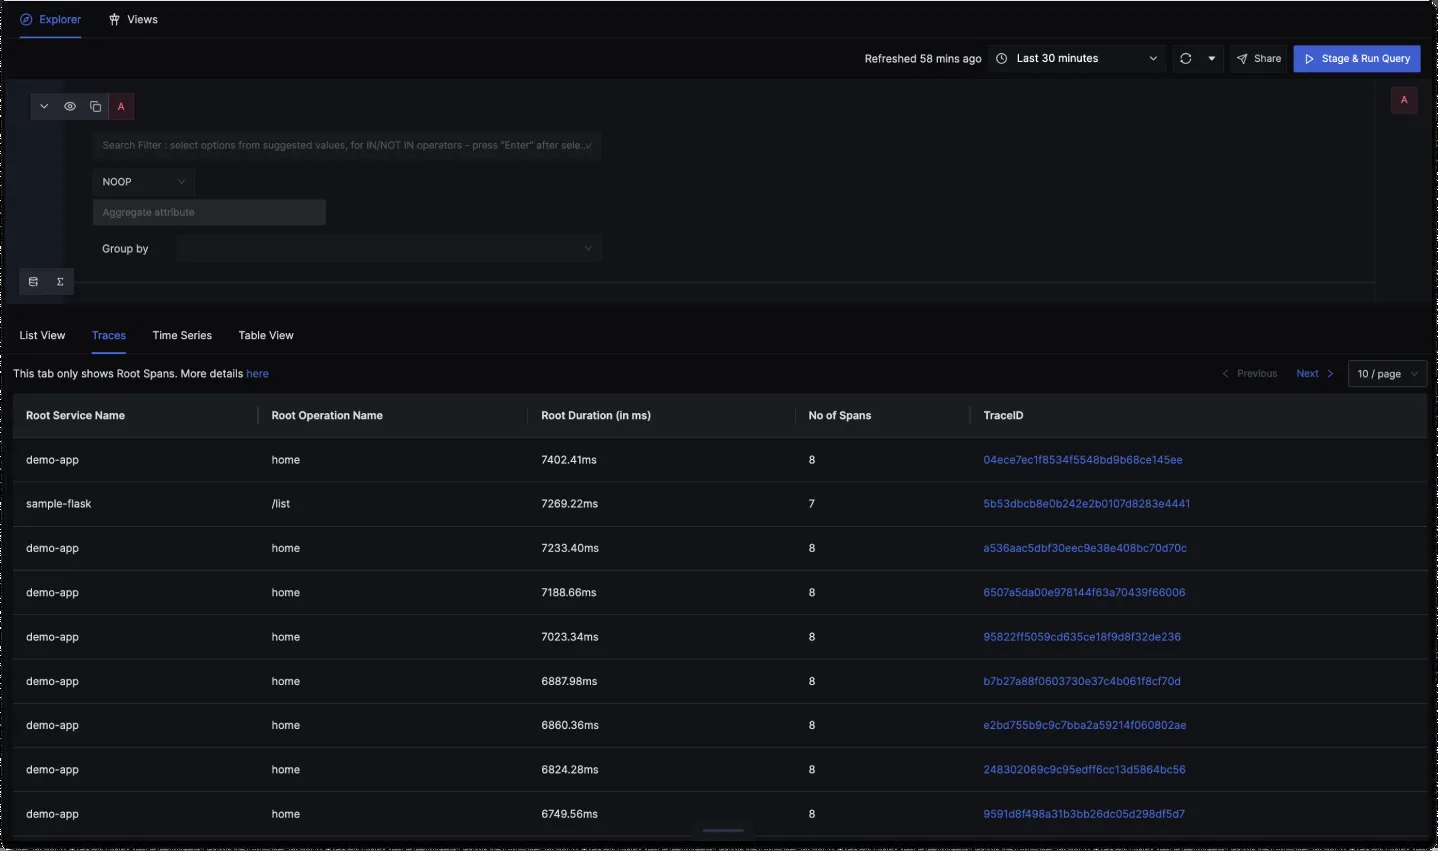 Explorer Views
Refreshed 58 mins ago Last 30 minutes Share Stage & Run Query
A A
Search Filter : select options from suggested values, for IN/NOT IN operators - press "Enter" after sele...
NOOP
Aggregate attribute
Group by
Σ
List View Traces Time Series Table View
This tab only shows Root Spans. More details here Previous Next 10 / page
Root Service Name Root Operation Name Root Duration (in ms) No of Spans TraceID
demo-app home 7402.41ms 8 04ece7ec1f8534f5548bd9b68ce145ee
sample-flask /list 7269.22ms 7 5b53dbcb8e0b242e2b0107d8283e4441
demo-app home 7233.40ms 8 a536aac5dbf30eec9e38e408bc70d70c
demo-app home 7188.66ms 8 6507a5da00e978144f63a70439f66006
demo-app home 7023.34ms 8 95822ff5059cd635ce18f9d8f32de236
demo-app home 6887.98ms 8 b7b27a88f0603730e37c4b061f8cf70d
demo-app home 6860.36ms 8 e2bd755b9c9c7bba2a59214f060802ae
demo-app home 6824.28ms 8 248302069c9c95edff6cc13d5864bc56
demo-app home 6749.56ms 8 9591d8f498a31b3bb26dc05d298df5d7